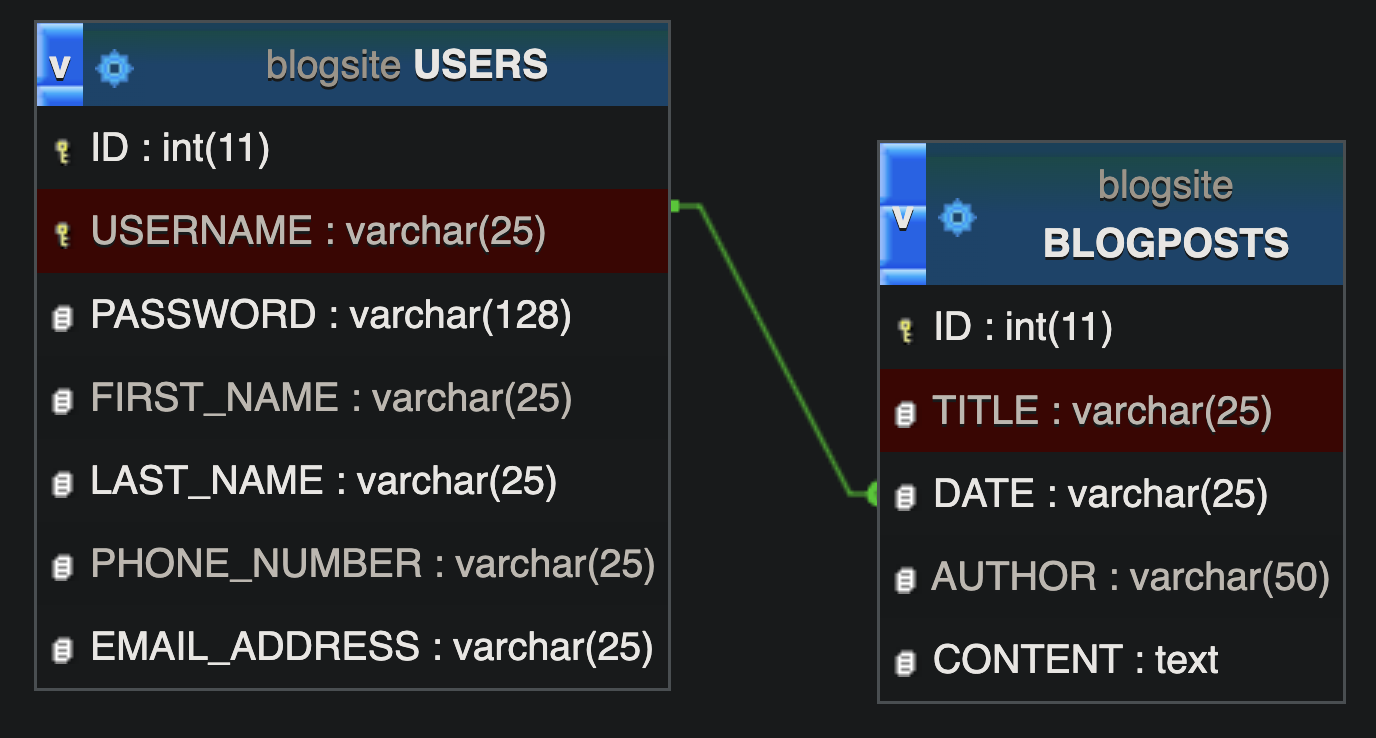 v blogsite USERS
ID : int(11)
USERNAME : varchar(25)
PASSWORD : varchar(128)
FIRST_NAME : varchar(25)
LAST_NAME : varchar(25)
PHONE_NUMBER : varchar(25)
EMAIL_ADDRESS : varchar(25)
v blogsite
BLOGPOSTS
ID : int(11)
TITLE : varchar(25)
DATE : varchar(25)
AUTHOR : varchar(50)
CONTENT : text